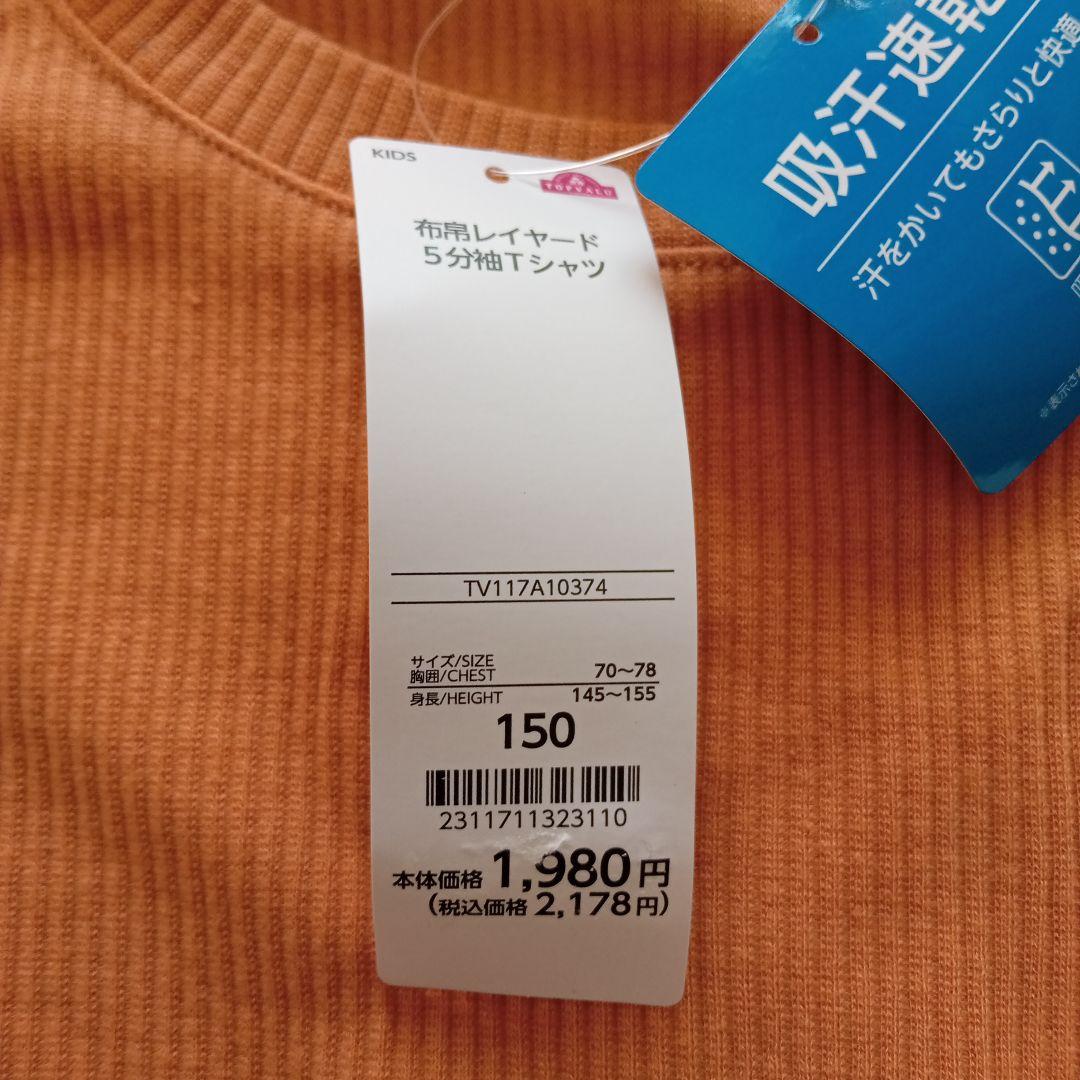 KIDS
TOPVALU
布帛レイヤード
5分袖Tシャツ
TV117A10374
サイズ/SIZE
胸囲/CHEST 70～78
身長/HEIGHT 145～155
150
2311711323110
本体価格 1,980円
(税込価格 2,178円)
吸汗速乾
汗をかいてもさらりと快適
※表示さ